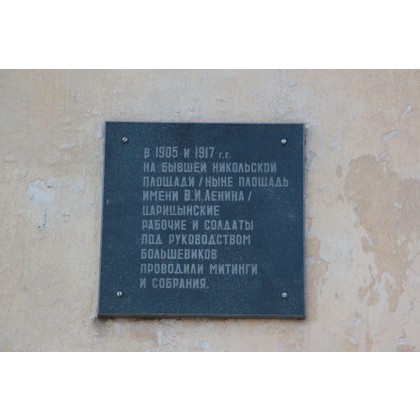 В 1905 И 1917 г.г.
НА БЫВШЕЙ НИКОЛЬСКОЙ
ПЛОЩАДИ / НЫНЕ ПЛОЩАДЬ
ИМЕНИ В.И.ЛЕНИНА /
ЦАРИЦЫНСКИЕ
РАБОЧИЕ И СОЛДАТЫ
ПОД РУКОВОДСТВОМ
БОЛЬШЕВИКОВ
ПРОВОДИЛИ МИТИНГИ
И СОБРАНИЯ.